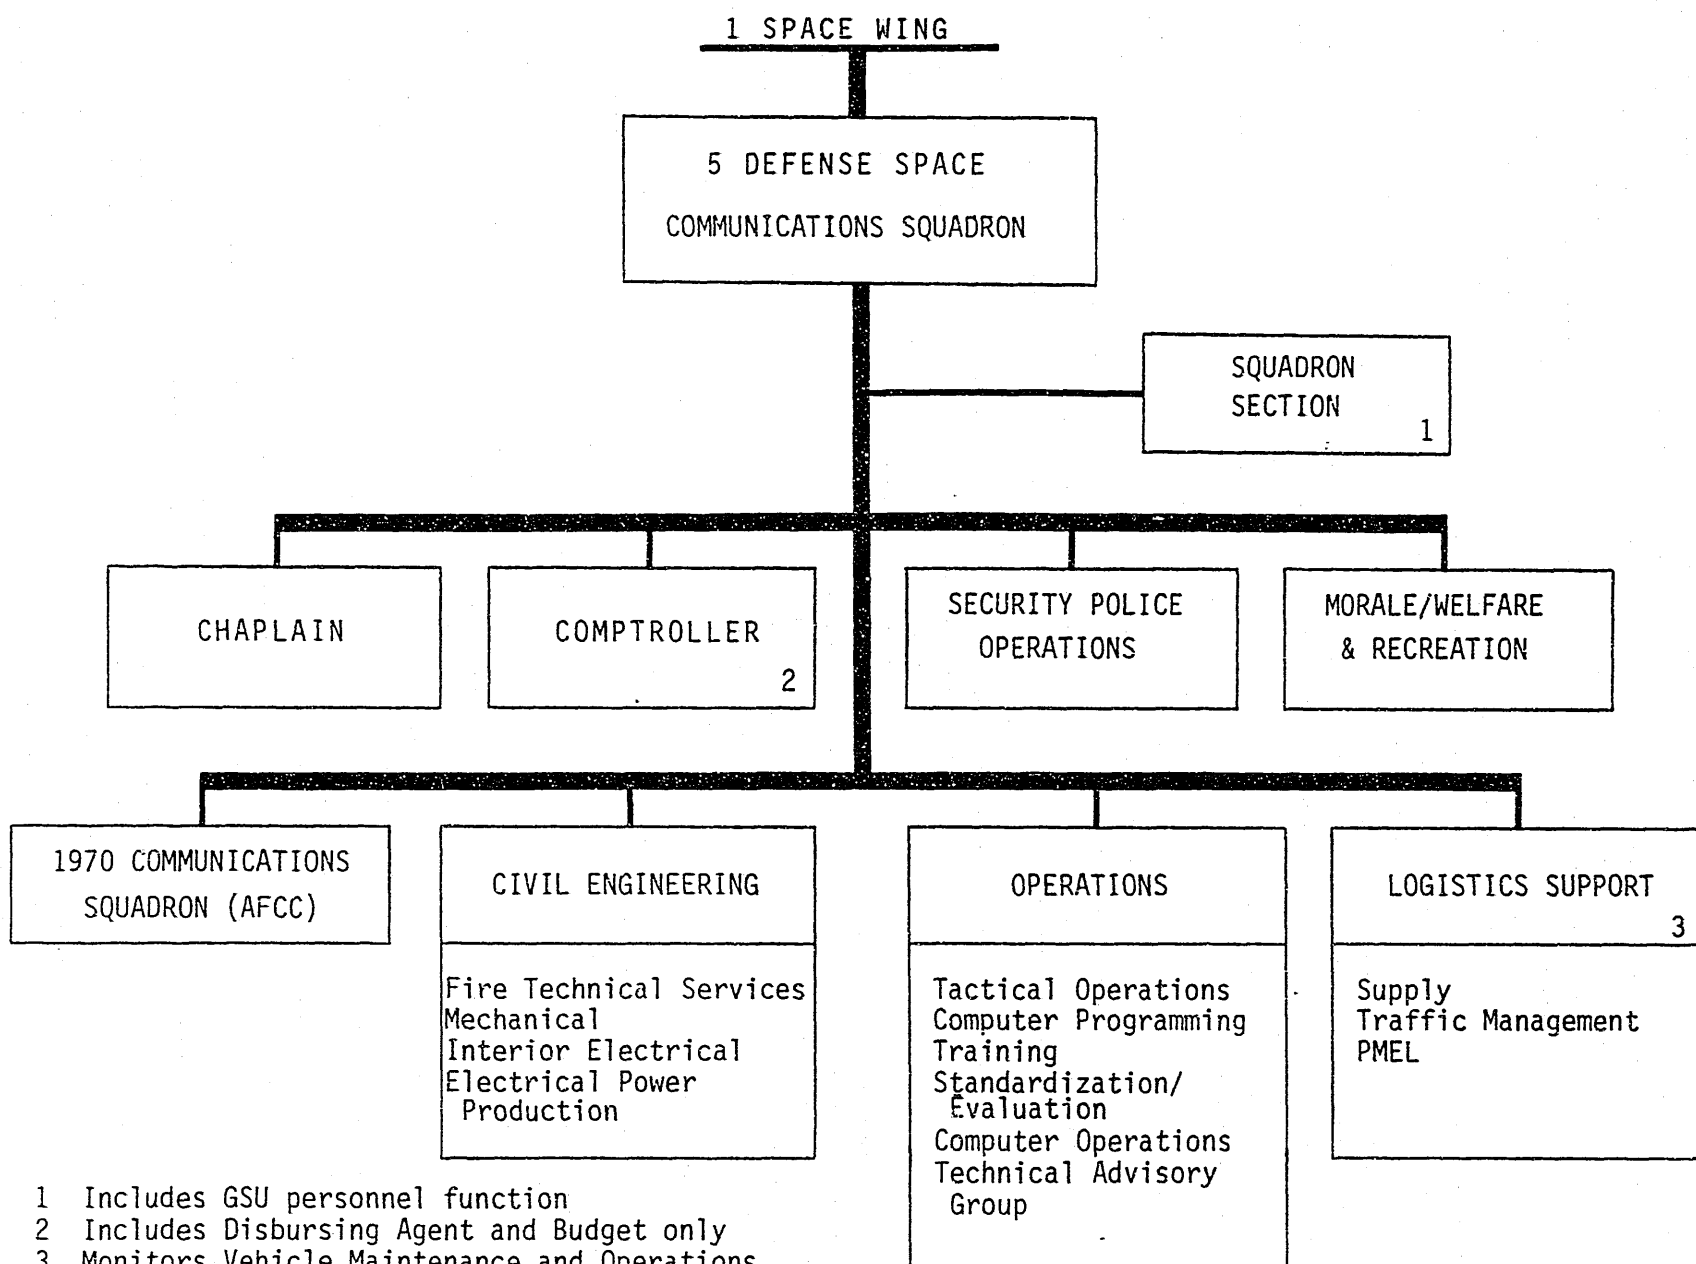 1 SPACE WING
5 DEFENSE SPACE
COMMUNICATIONS SQUADRON
SQUADRON
SECTION
1
CHAPLAIN
COMPTROLLER
2
SECURITY POLICE
OPERATIONS
MORALE/WELFARE
& RECREATION
1970 COMMUNICATIONS
SQUADRON (AFCC)
CIVIL ENGINEERING
Fire Technical Services
Mechanical
Interior Electrical
Electrical Power
Production
OPERATIONS
Tactical Operations
Computer Programming
Training
Standardization/
Evaluation
Computer Operations
Technical Advisory
Group
LOGISTICS SUPPORT
3
Supply
Traffic Management
PMEL
1 Includes GSU personnel function
2 Includes Disbursing Agent and Budget only
3 Monitors Vehicle Maintenance and Operations